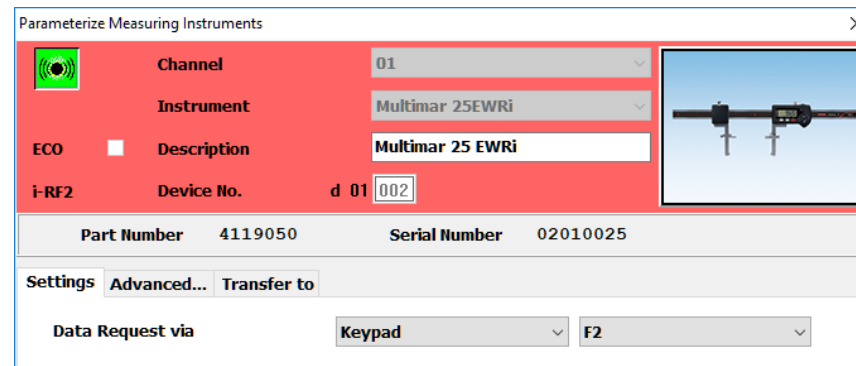 Parameterize Measuring Instruments
Channel 01
Instrument Multimar 25EWRi
ECO Description Multimar 25 EWRi
i-RF2 Device No. d 01 002
Part Number 4119050 Serial Number 02010025
Settings Advanced... Transfer to
Data Request via Keypad F2